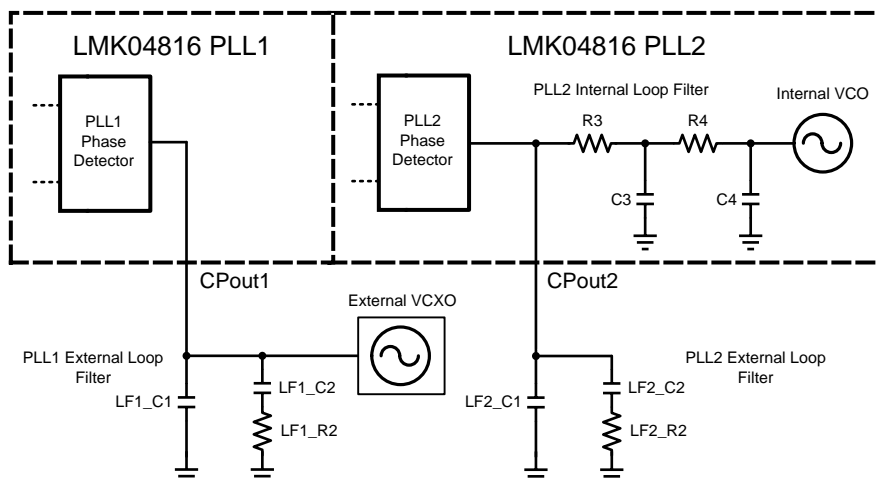 LMK04816 PLL1
LMK04816 PLL2
PLL1
Phase
Detector
PLL2
Phase
Detector
PLL2 Internal Loop Filter
Internal VCO
R3
R4
C3
C4
CPout1
CPout2
External VCXO
PLL1 External Loop
Filter
LF1_C1
LF1_C2
LF1_R2
LF2_C1
LF2_C2
LF2_R2
PLL2 External Loop
Filter